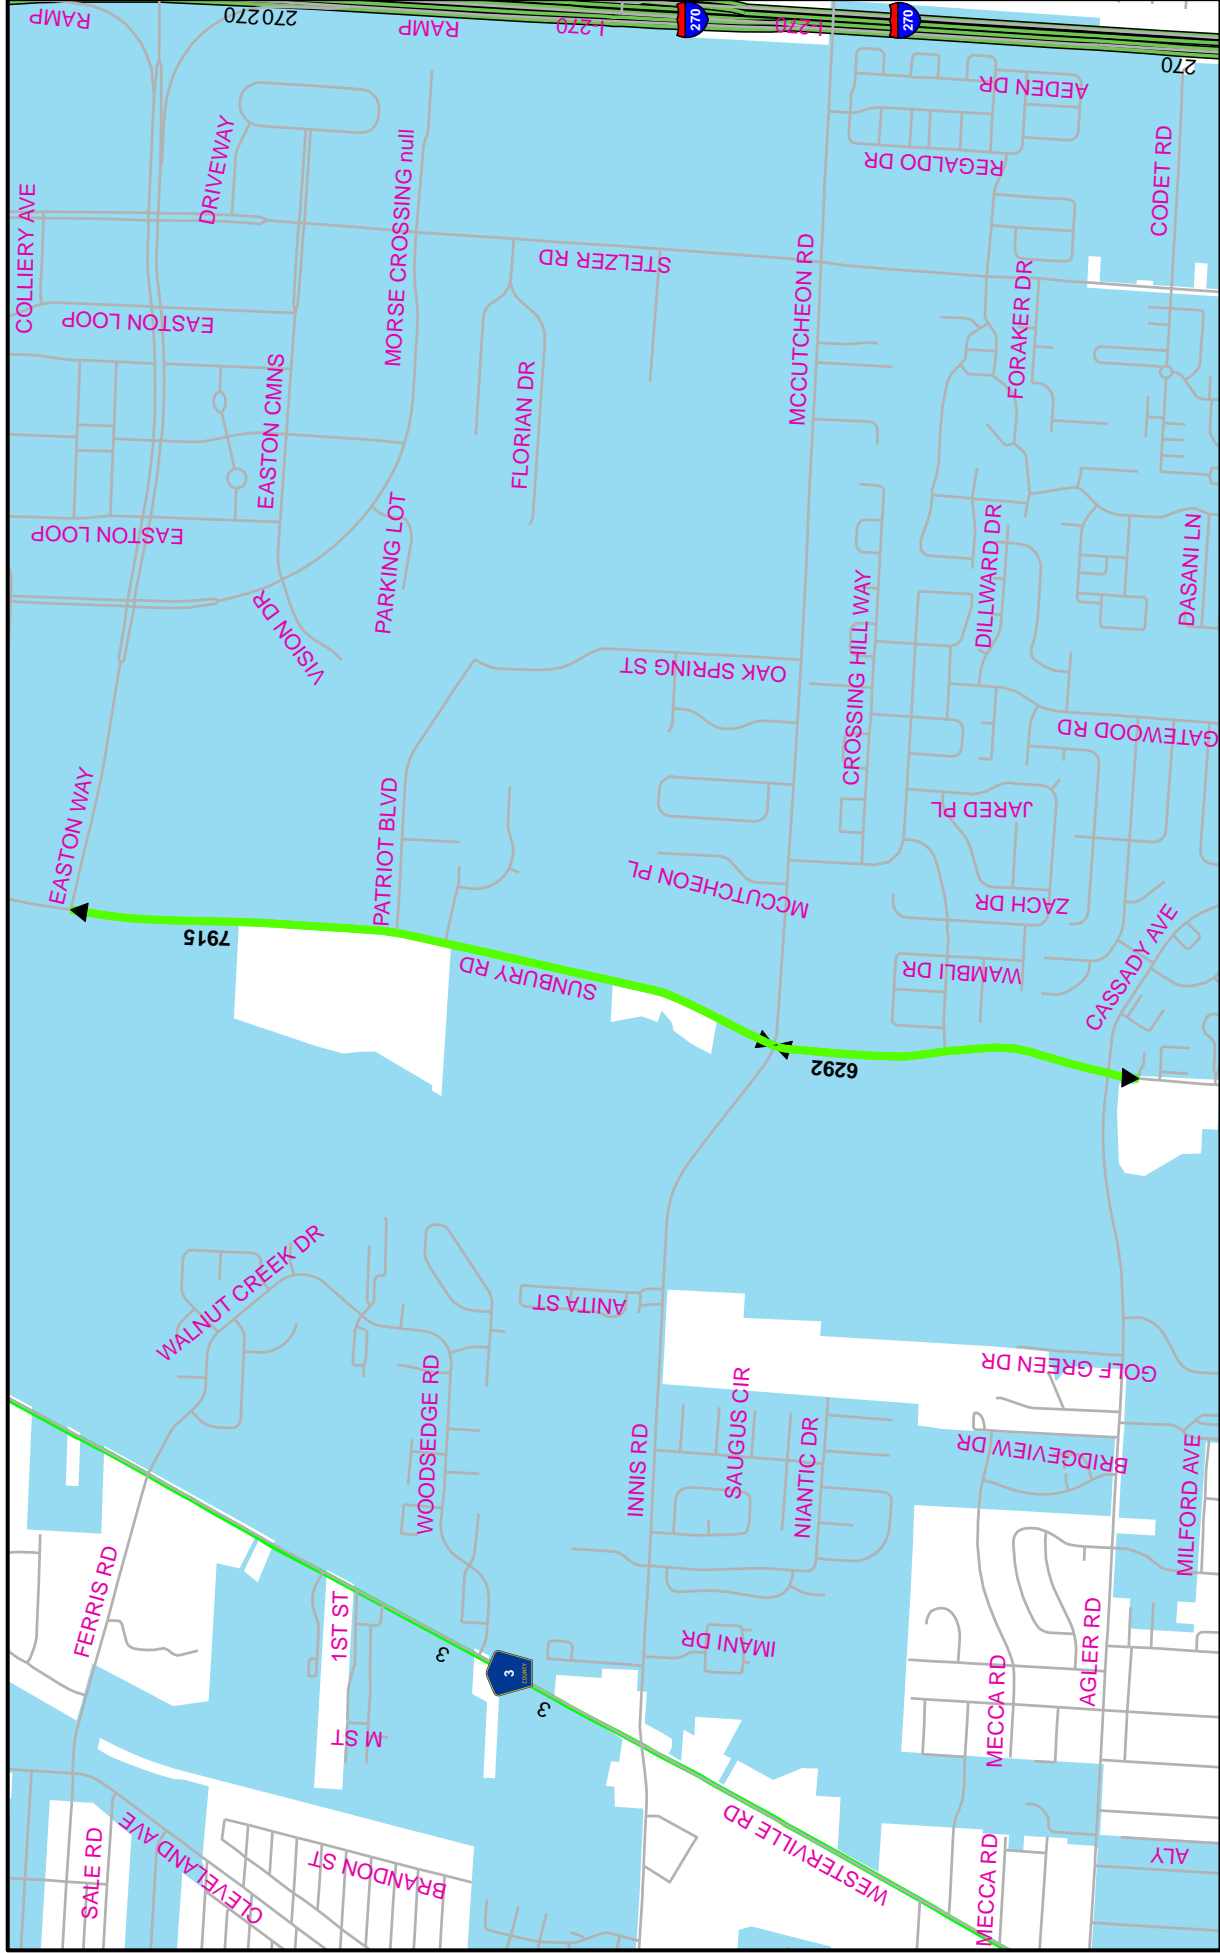 RAMP
270
270
RAMP
I-270
270
I-270
270
270
AEDEN DR
REGALDO DR
CODET RD
DRIVEWAY
COLLIERY AVE
MORSE CROSSING null
STELZER RD
MCCUTCHEON RD
EASTON LOOP
FORAKER DR
EASTON CMNS
FLORIAN DR
EASTON LOOP
PARKING LOT
DILLWARD DR
DASANI LN
VISION DR
CROSSING HILL WAY
OAK SPRING ST
GATEWOOD RD
EASTON WAY
PATRIOT BLVD
JARED PL
MCCUTCHEON PL
ZACH DR
7915
SUNBURY RD
WAMBLI DR
CASSADY AVE
6292
WALNUT CREEK DR
ANITA ST
GOLF GREEN DR
WOODSEDGE RD
INNIS RD
SAUGUS CIR
NIANTIC DR
BRIDGEVIEW DR
MILFORD AVE
FERRIS RD
1ST ST
3
3
COUNTY
3
IMANI DR
AGLER RD
MECCA RD
M ST
WESTERVILLE RD
SALE RD
CLEVELAND AVE
BRANDON ST
MECCA RD
ALY